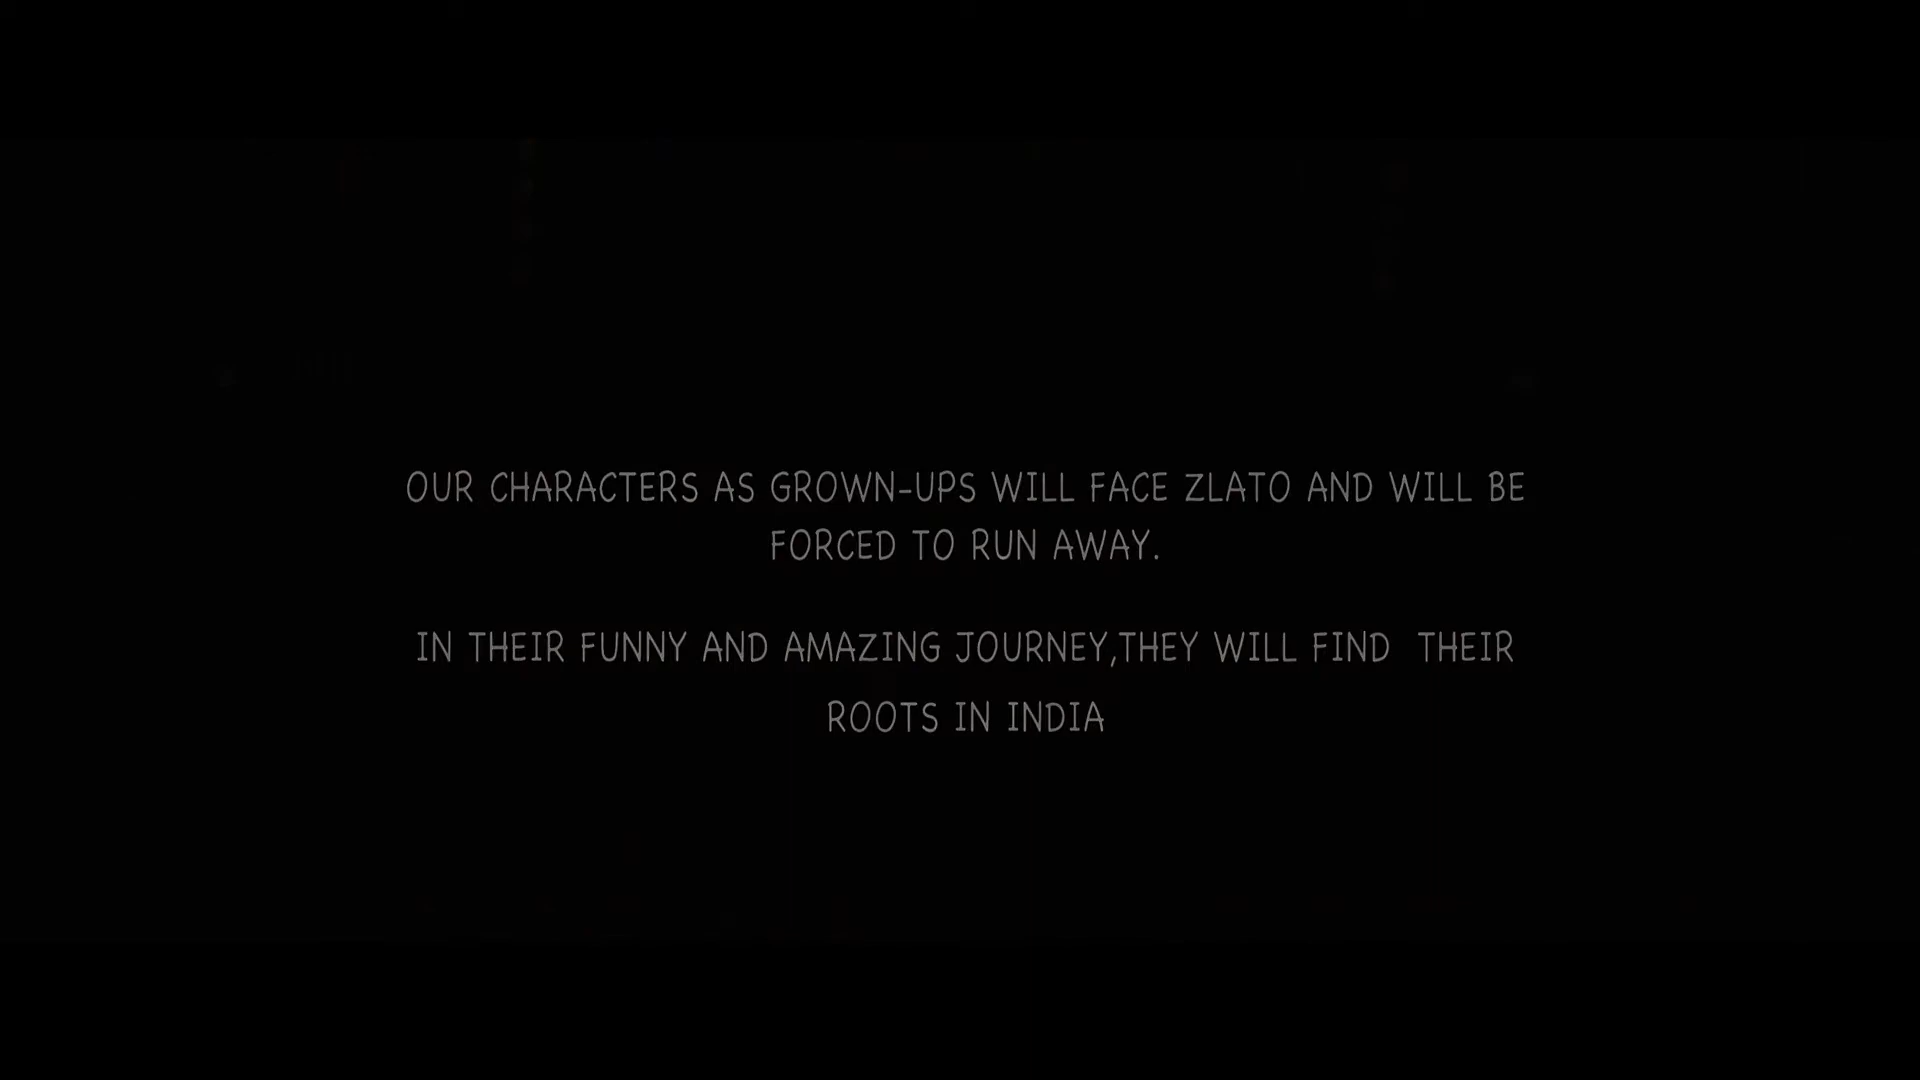 OUR CHARACTERS AS GROWN-UPS WILL FACE ZLATO AND WILL BE
FORCED TO RUN AWAY.
IN THEIR FUNNY AND AMAZING JOURNEY,THEY WILL FIND  THEIR
ROOTS IN INDIA